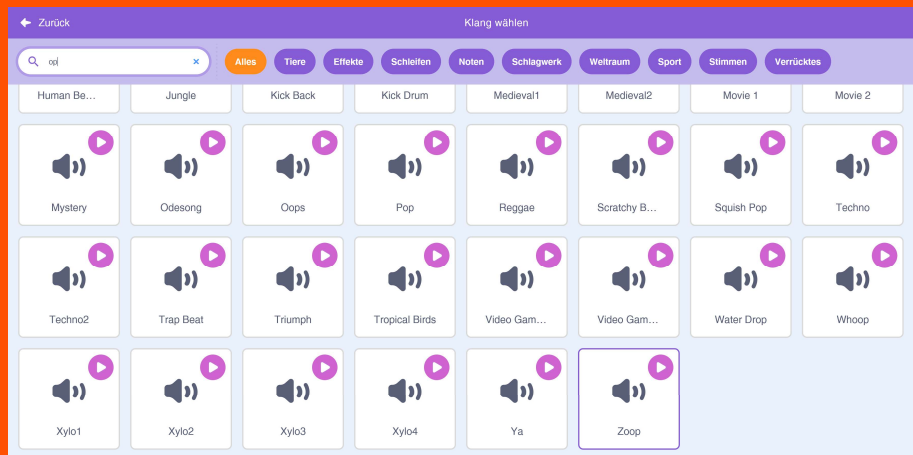 Zurück
Klang wählen
op
Alles Tiere Effekte Schleifen Noten Schlagwerk Weltraum Sport Stimmen Verrücktes
Human Be... Jungle Kick Back Kick Drum Medieval1 Medieval2 Movie 1 Movie 2
Mystery Odesong Oops Pop Reggae Scratchy B... Squish Pop Techno
Techno2 Trap Beat Triumph Tropical Birds Video Gam... Video Gam... Water Drop Whoop
Xylo1 Xylo2 Xylo3 Xylo4 Ya Zoop